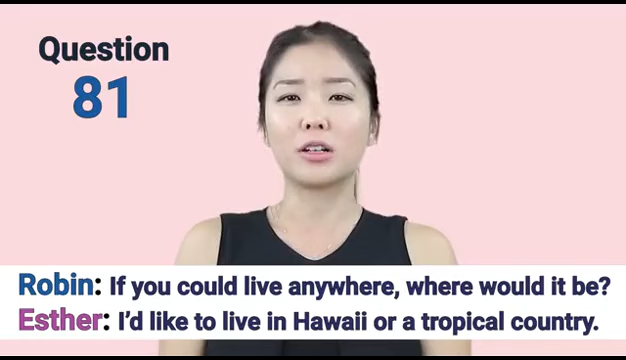 Question
81
Robin: If you could live anywhere, where would it be?
Esther: I'd like to live in Hawaii or a tropical country.